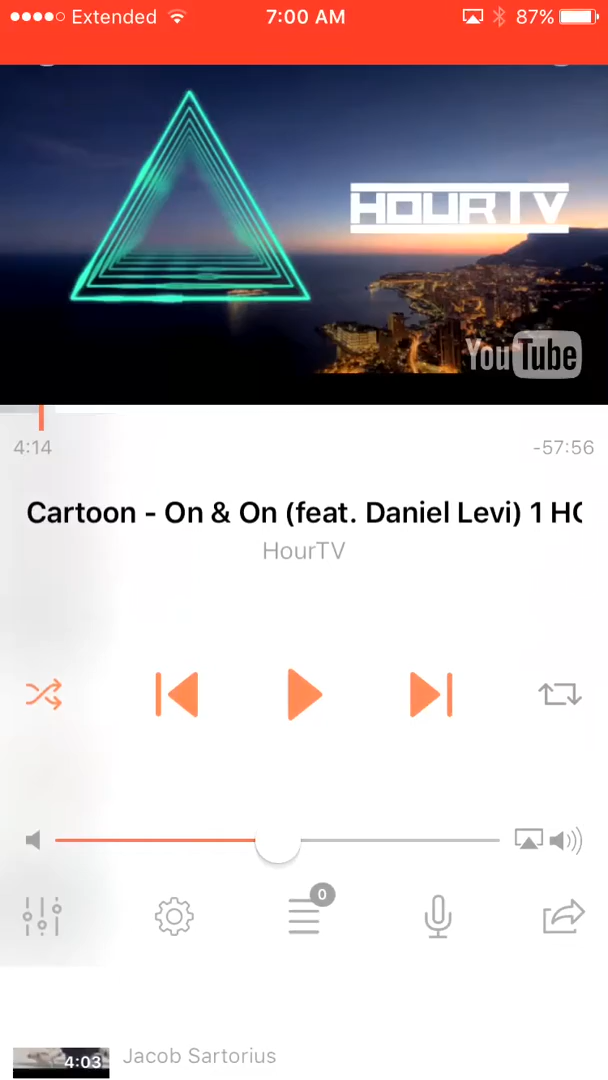 Extended 7:00 AM 87%
HOURTV
YouTube
4:14 -57:56
Cartoon - On & On (feat. Daniel Levi) 1 HO
HourTV
0
4:03 Jacob Sartorius